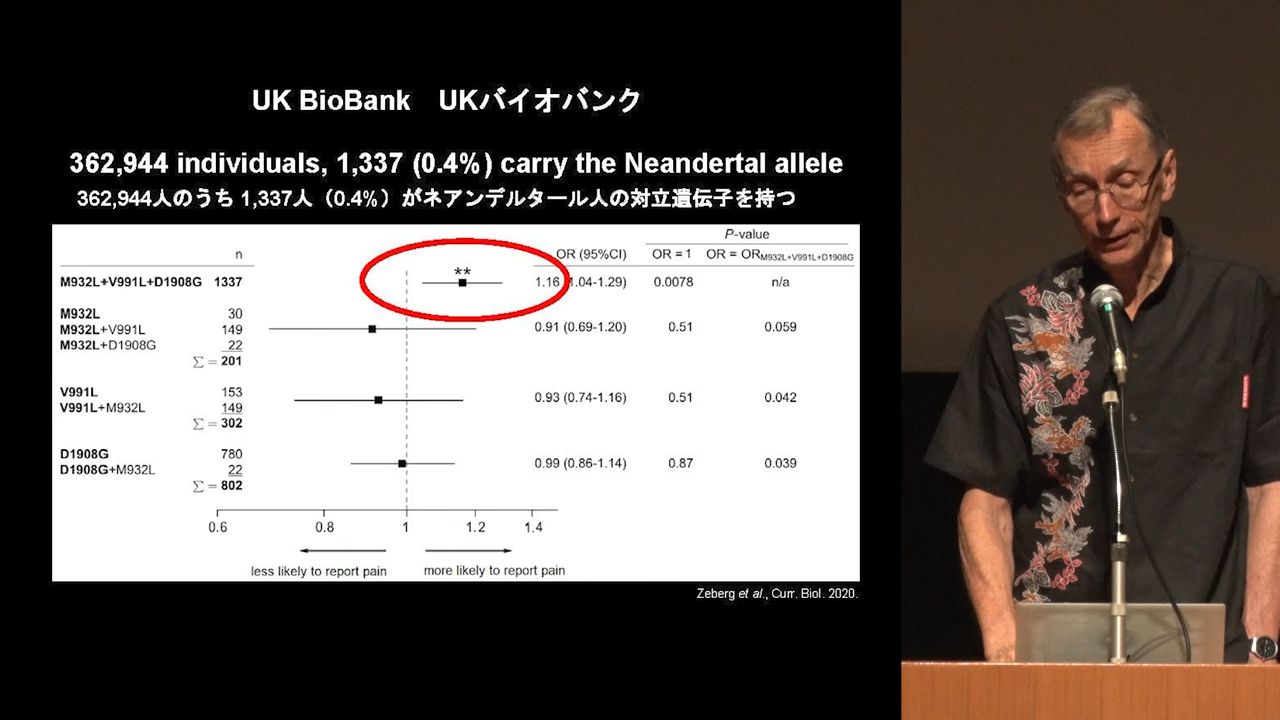 UK BioBank UKバイオバンク
362,944 individuals, 1,337 (0.4%) carry the Neandertal allele
362,944人のうち 1,337人（0.4%）がネアンデルタール人の対立遺伝子を持つ
P-value
n OR (95%CI) OR = 1 OR = OR M932L+V991L+D1908G
**
M932L+V991L+D1908G 1337 1.16 (1.04-1.29) 0.0078 n/a
M932L 30
M932L+V991L 149 0.91 (0.69-1.20) 0.51 0.059
M932L+D1908G 22
∑ = 201
V991L 153 0.93 (0.74-1.16) 0.51 0.042
V991L+M932L 149
∑ = 302
D1908G 780 0.99 (0.86-1.14) 0.87 0.039
D1908G+M932L 22
∑ = 802
0.6 0.8 1 1.2 1.4
less likely to report pain more likely to report pain
Zeberg et al., Curr. Biol. 2020.